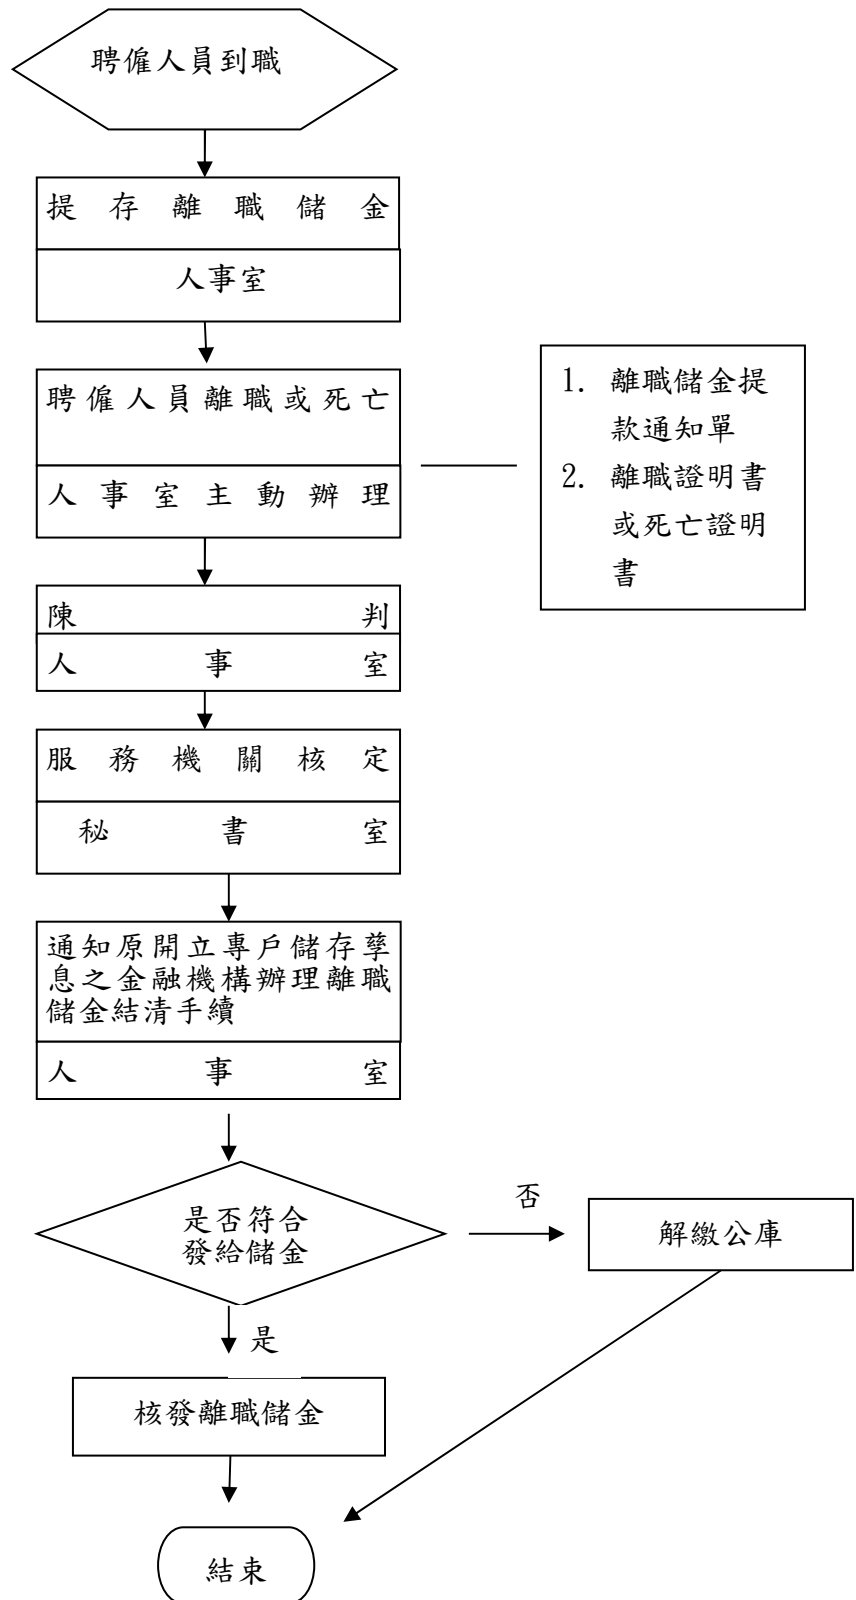 聘僱人員到職
提存離職儲金
人事室
聘僱人員離職或死亡
人事室主動辦理
1. 離職儲金提
款通知單
2. 離職證明書
或死亡證明
書
陳判
人事室
服務機關核定
秘書室
通知原開立專戶儲存孳
息之金融機構辦理離職
儲金結清手續
人事室
是否符合
發給儲金
否
解繳公庫
是
核發離職儲金
結束